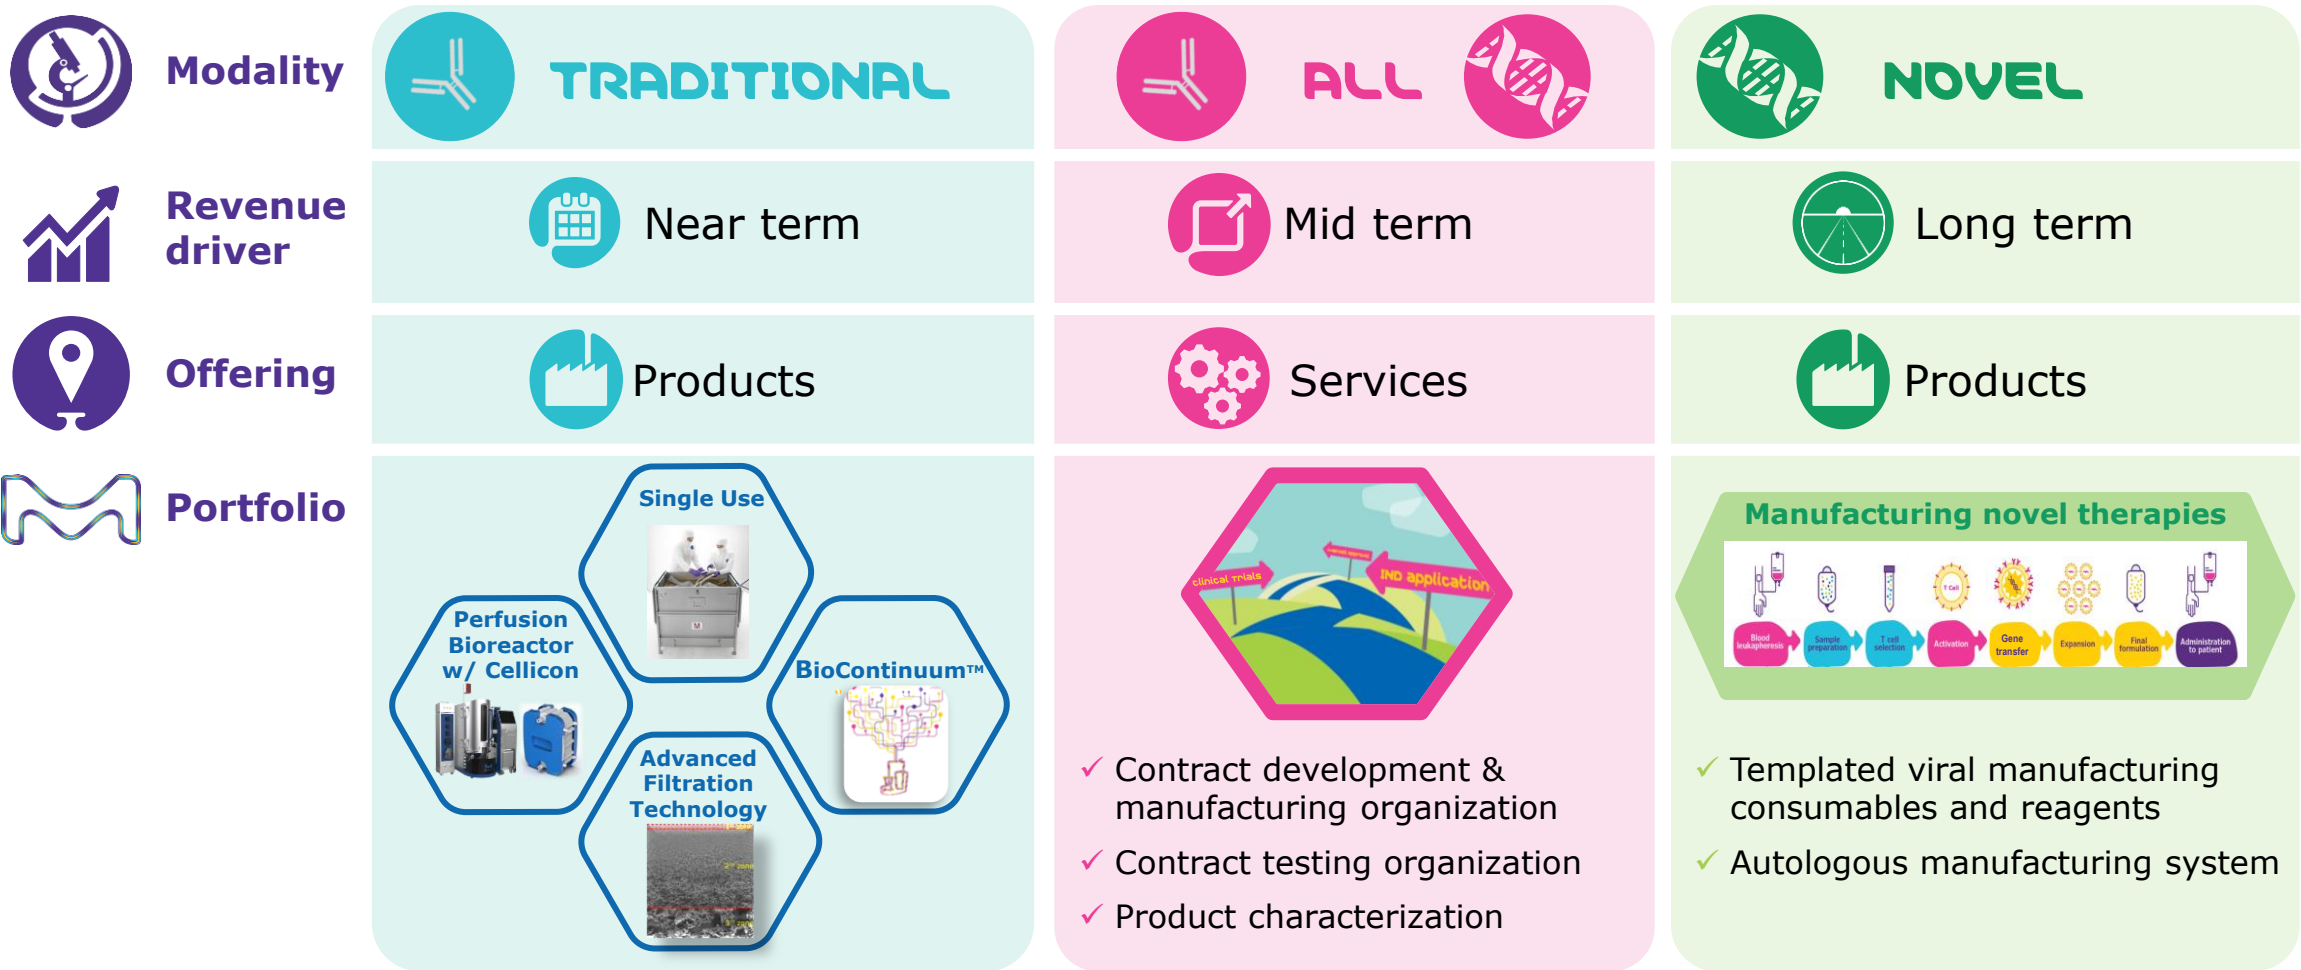 Modality
TRADITIONAL
ALL
NOVEL
Revenue
driver
Near term
Mid term
Long term
Offering
Products
Services
Products
Portfolio
Single Use
Perfusion
Bioreactor
w/ Cellicon
BioContinuum™
Advanced
Filtration
Technology
2nd zone
clinical trials
IND application
Contract development &
manufacturing organization
Contract testing organization
Product characterization
Manufacturing novel therapies
T Cell
Blood
leukapheresis
Sample
preparation
T cell
selection
Activation
Gene
transfer
Expansion
Final
formulation
Administration
to patient
Templated viral manufacturing
consumables and reagents
Autologous manufacturing system